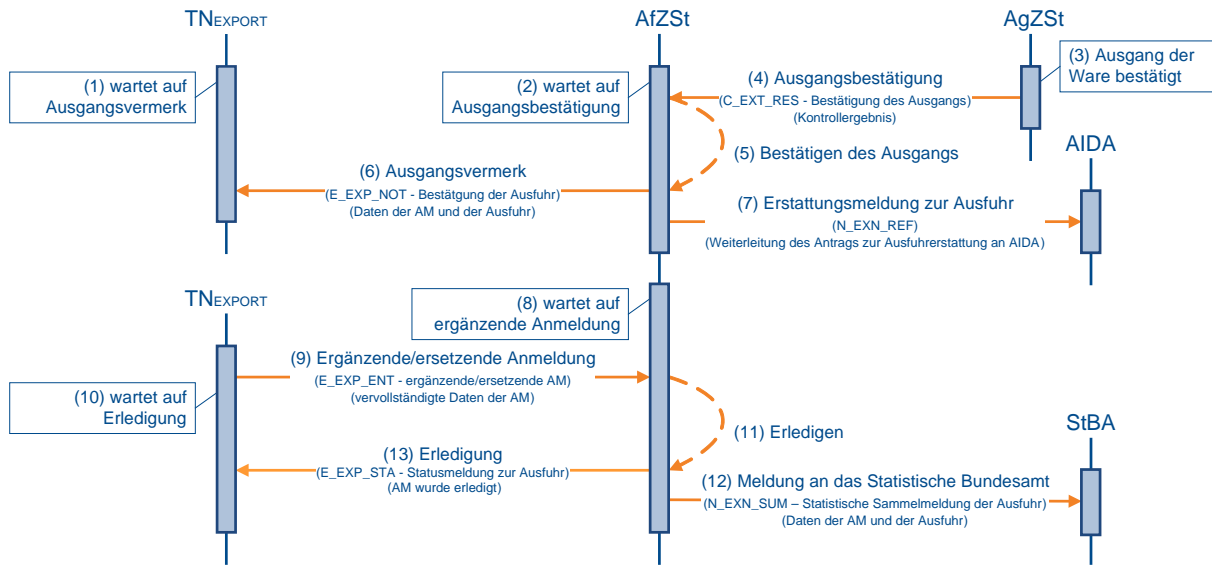 TNEXPORT
AfZSt
AgZSt
(1) wartet auf
Ausgangsvermerk
(2) wartet auf
Ausgangsbestätigung
(3) Ausgang der
Ware bestätigt
(4) Ausgangsbestätigung
(C_EXT_RES - Bestätigung des Ausgangs)
(Kontrollergebnis)
(5) Bestätigen des Ausgangs
AIDA
(6) Ausgangsvermerk
(E_EXP_NOT - Bestätgung der Ausfuhr)
(Daten der AM und der Ausfuhr)
(7) Erstattungsmeldung zur Ausfuhr
(N_EXN_REF)
(Weiterleitung des Antrags zur Ausfuhrerstattung an AIDA)
TNEXPORT
(8) wartet auf
ergänzende Anmeldung
(9) Ergänzende/ersetzende Anmeldung
(E_EXP_ENT - ergänzende/ersetzende AM)
(vervollständigte Daten der AM)
(10) wartet auf
Erledigung
(11) Erledigen
StBA
(13) Erledigung
(E_EXP_STA - Statusmeldung zur Ausfuhr)
(AM wurde erledigt)
(12) Meldung an das Statistische Bundesamt
(N_EXN_SUM – Statistische Sammelmeldung der Ausfuhr)
(Daten der AM und der Ausfuhr)